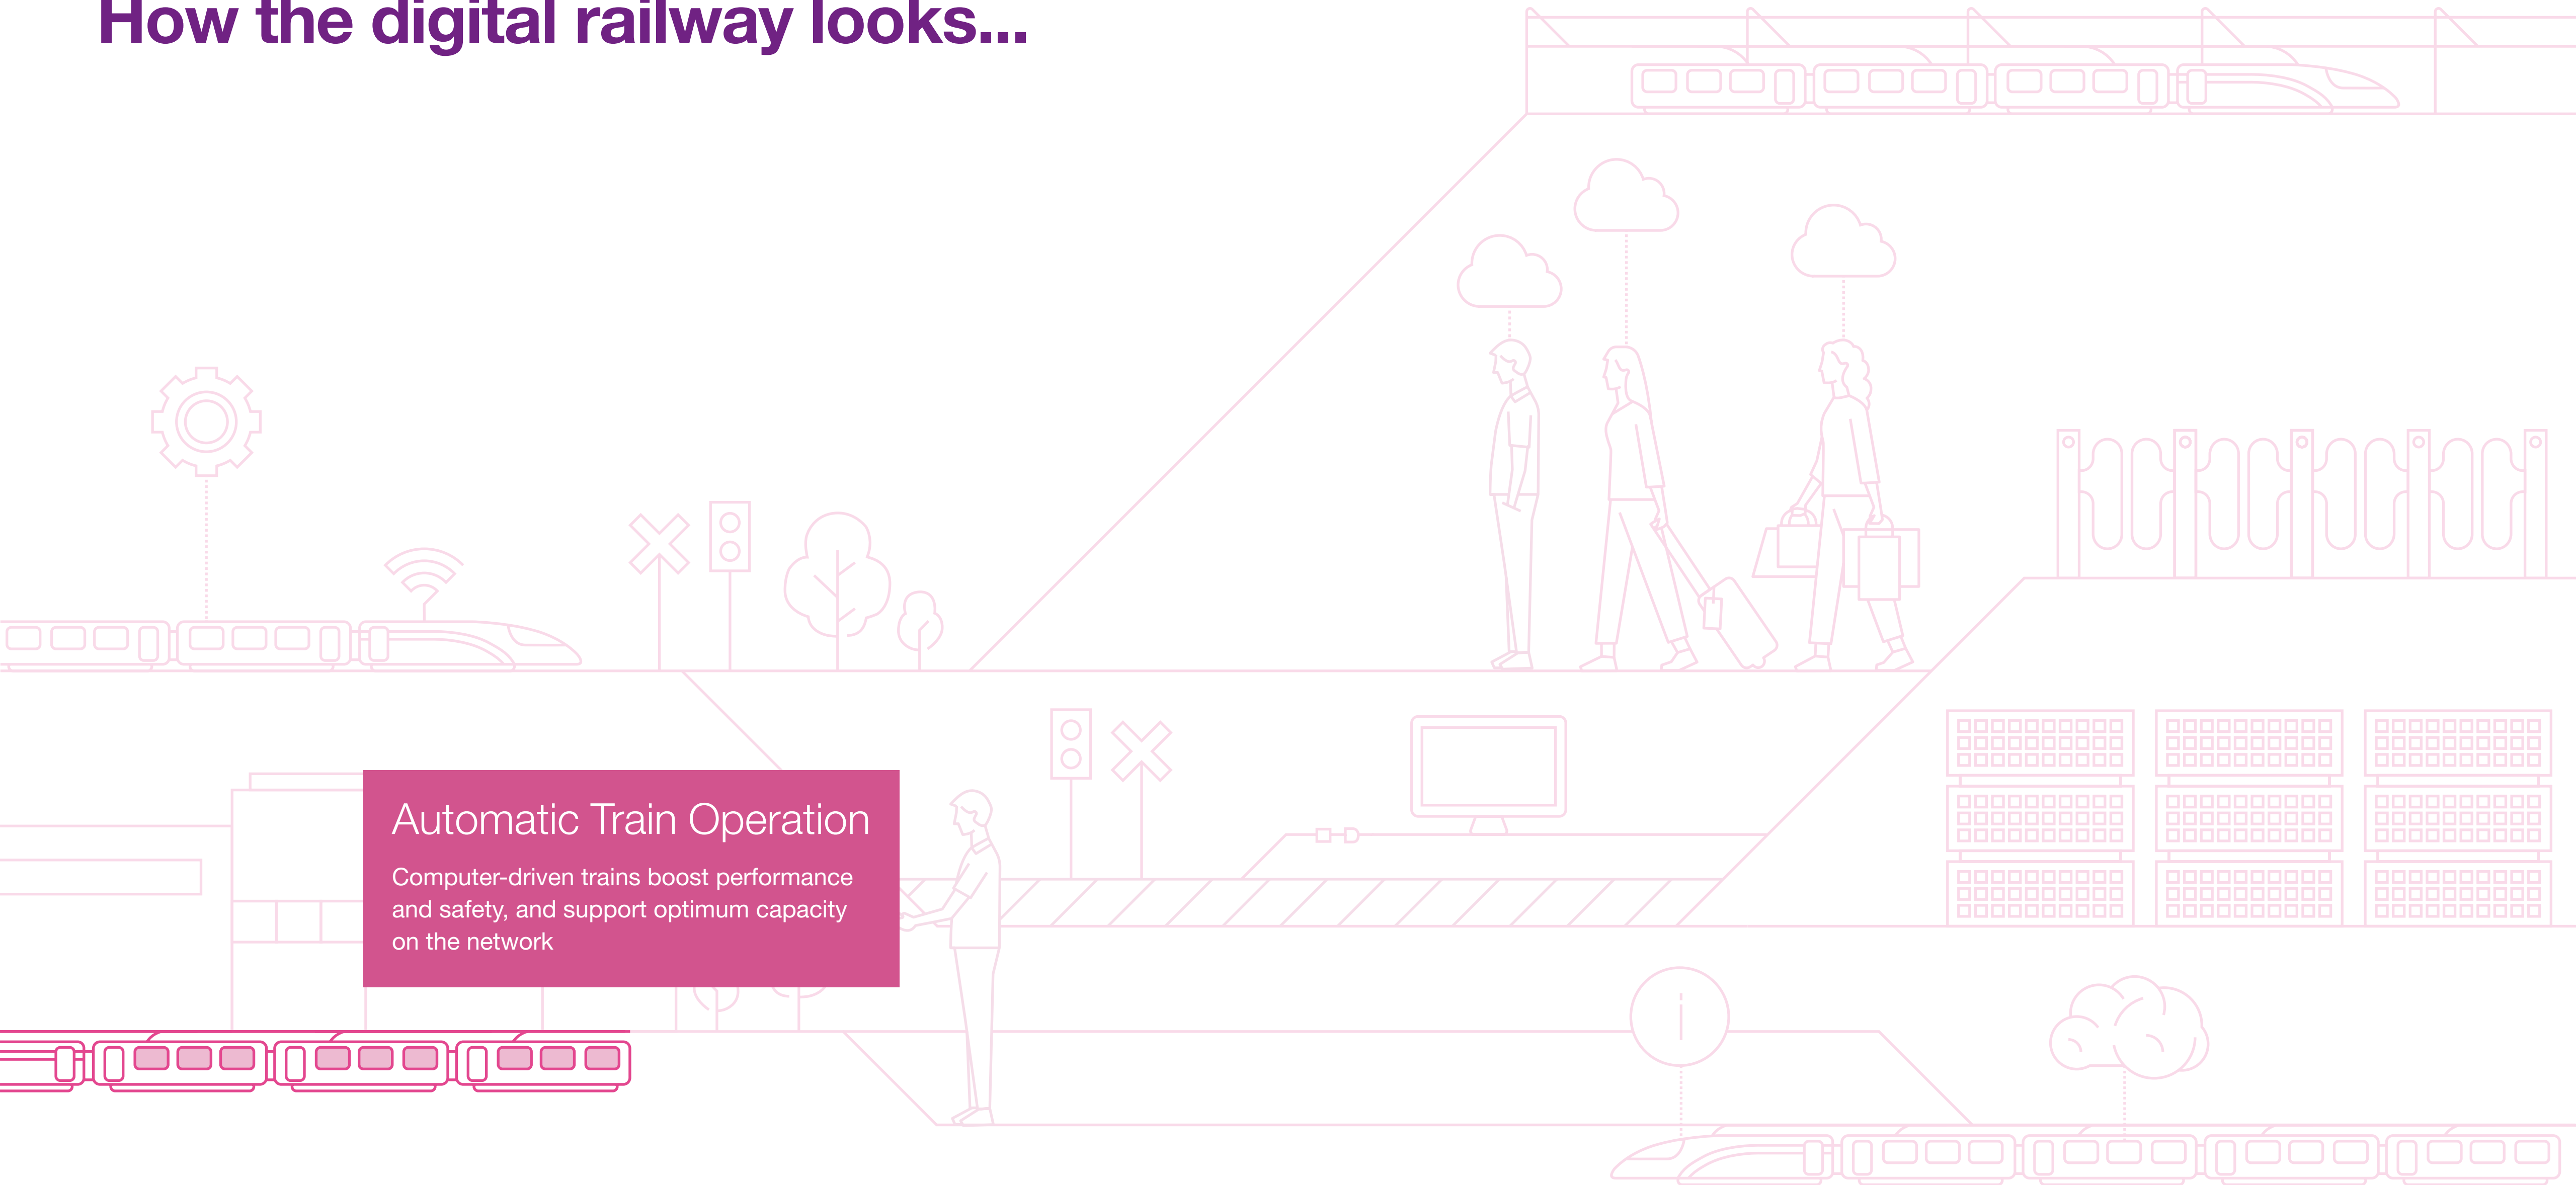 How the digital railway looks...
Automatic Train Operation
Computer-driven trains boost performance
and safety, and support optimum capacity
on the network